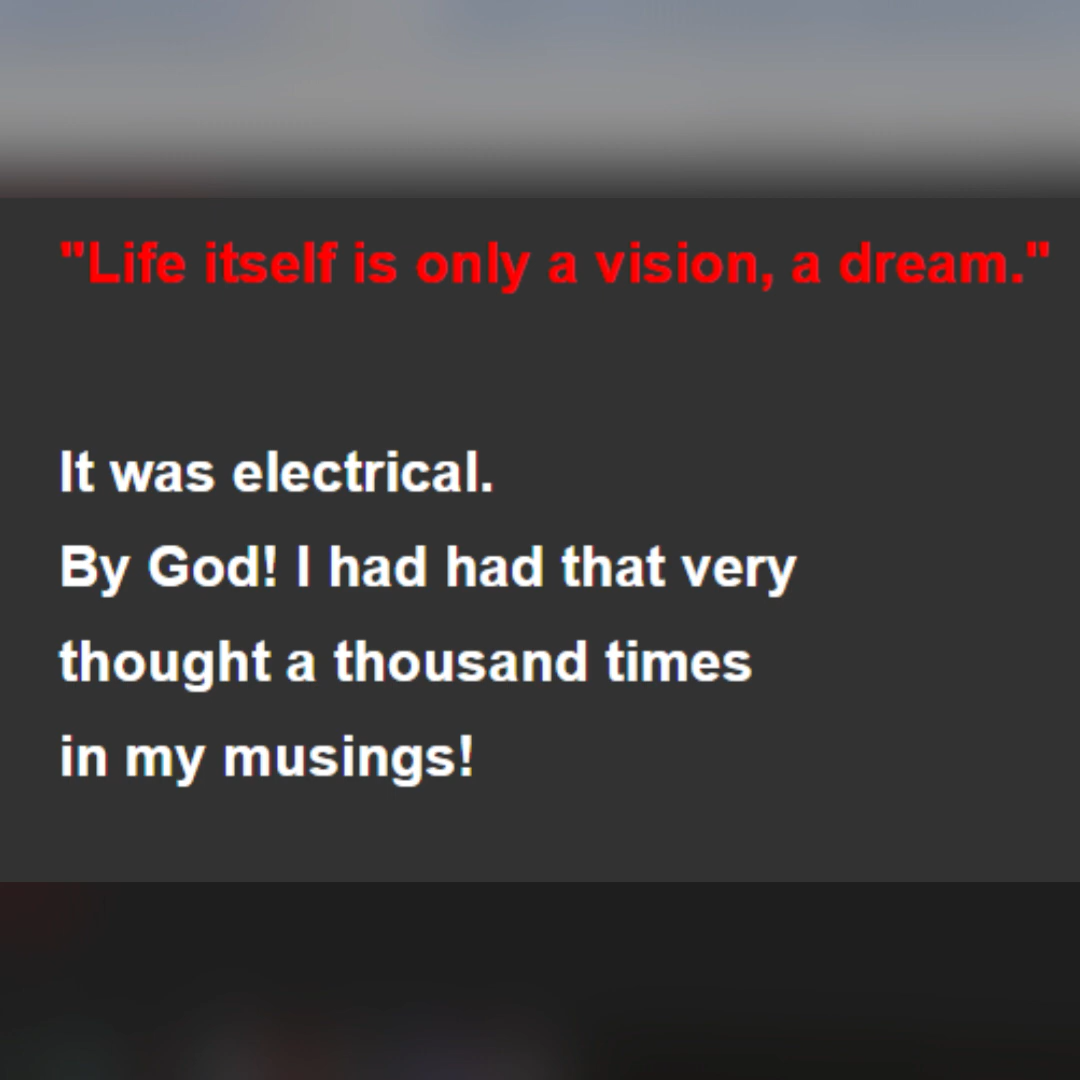 "Life itself is only a vision, a dream."
It was electrical.
By God! I had had that very
thought a thousand times
in my musings!